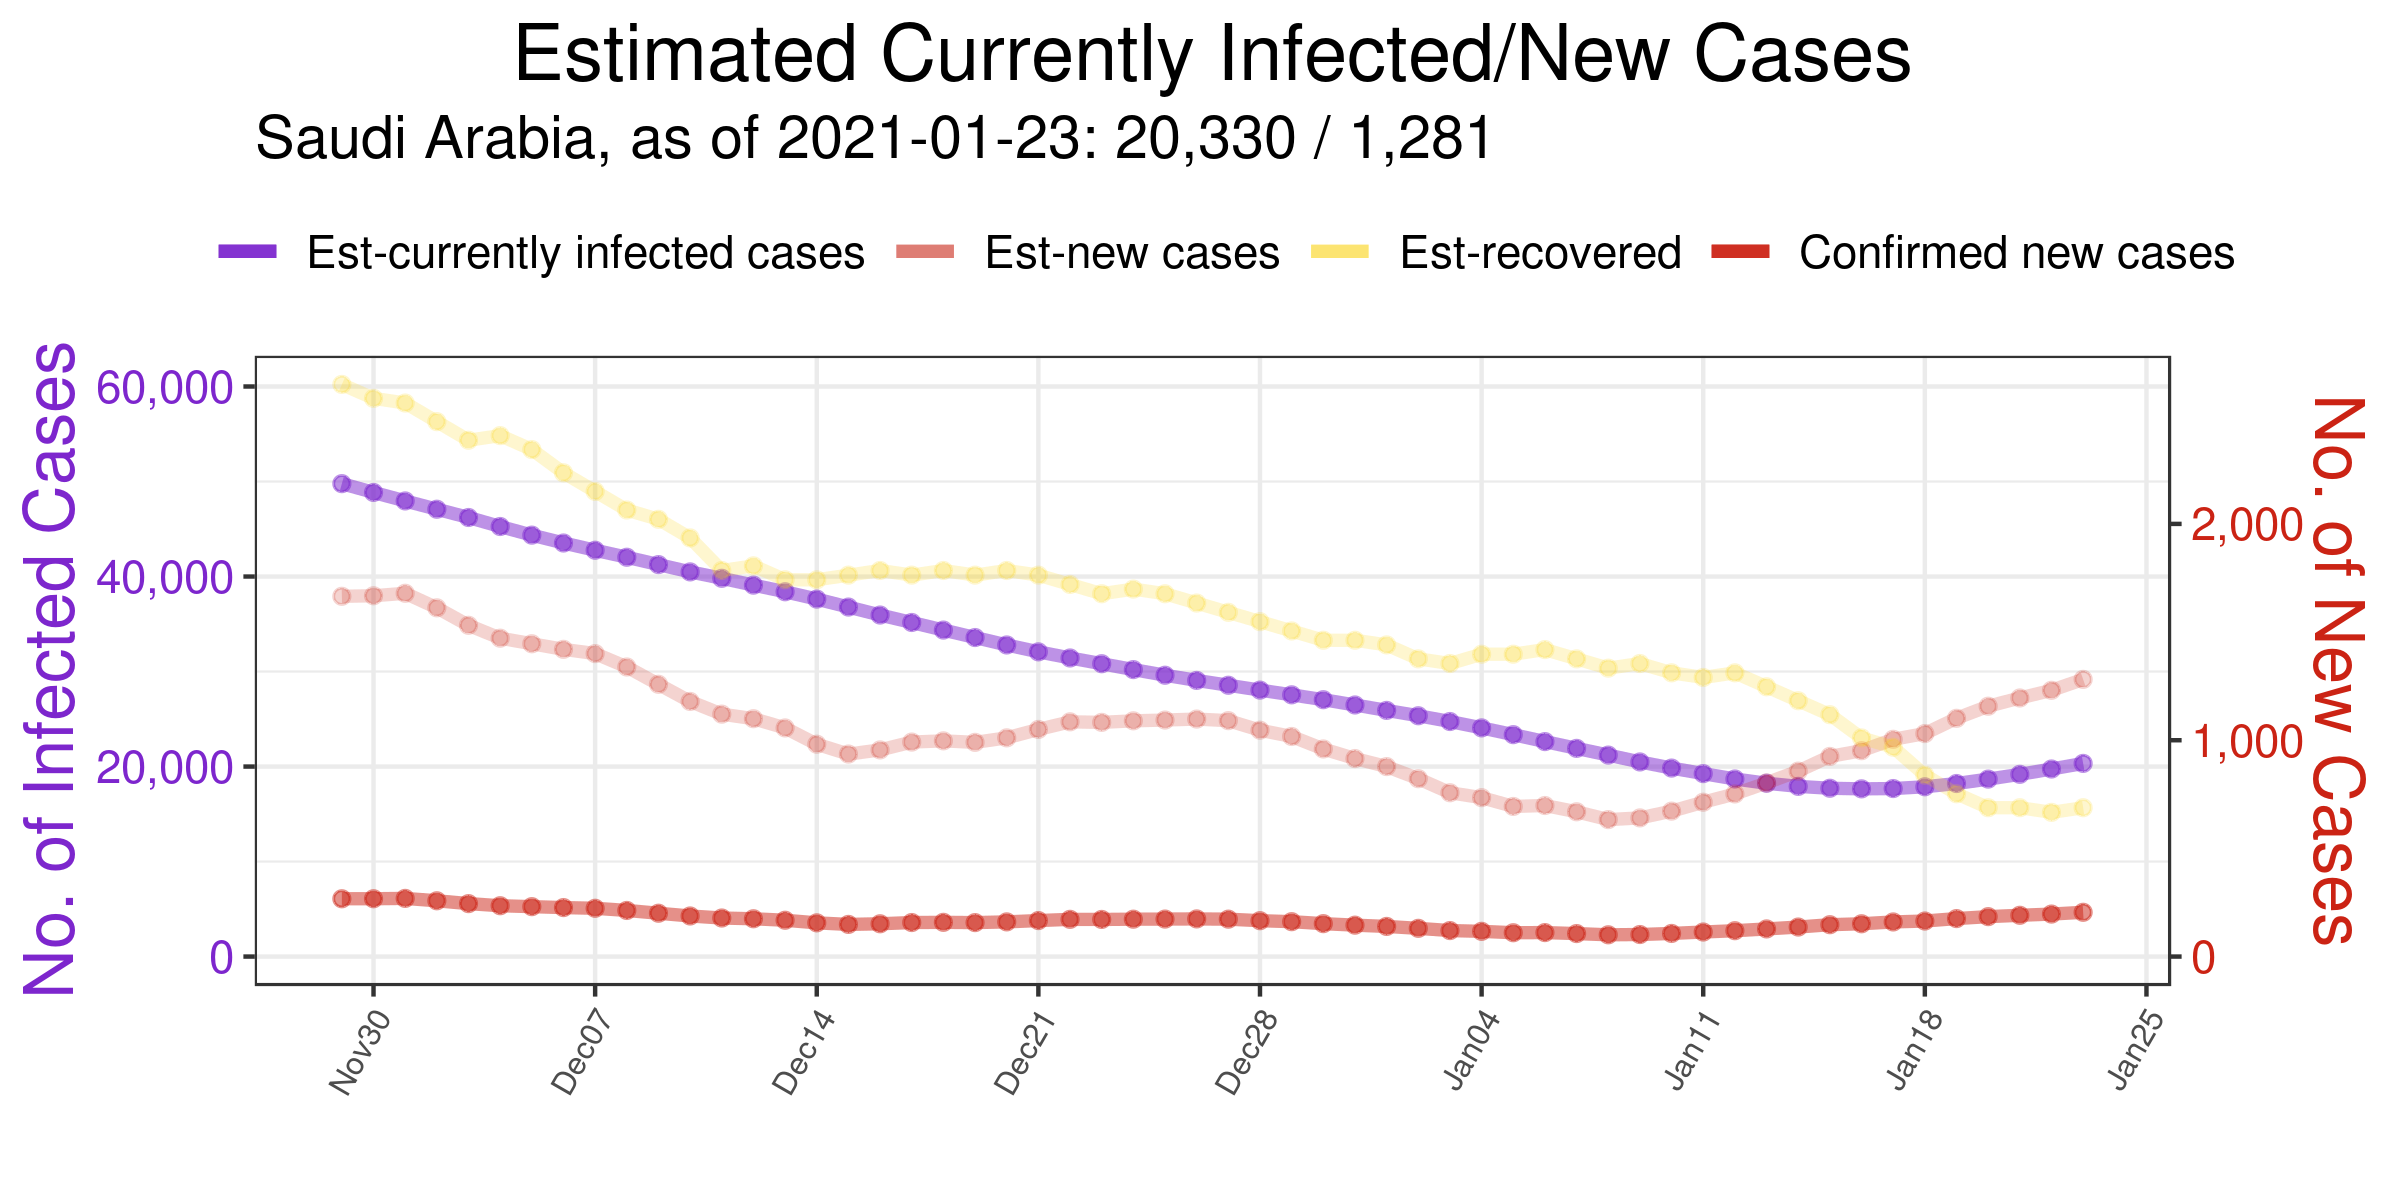 Estimated Currently Infected/New Cases
Saudi Arabia, as of 2021-01-23: 20,330 / 1,281
Est-currently infected cases Est-new cases Est-recovered Confirmed new cases
No. of Infected Cases
60,000
40,000
20,000
0
2,000
1,000
0
No. of New Cases
Nov30 Dec07 Dec14 Dec21 Dec28 Jan04 Jan11 Jan18 Jan25